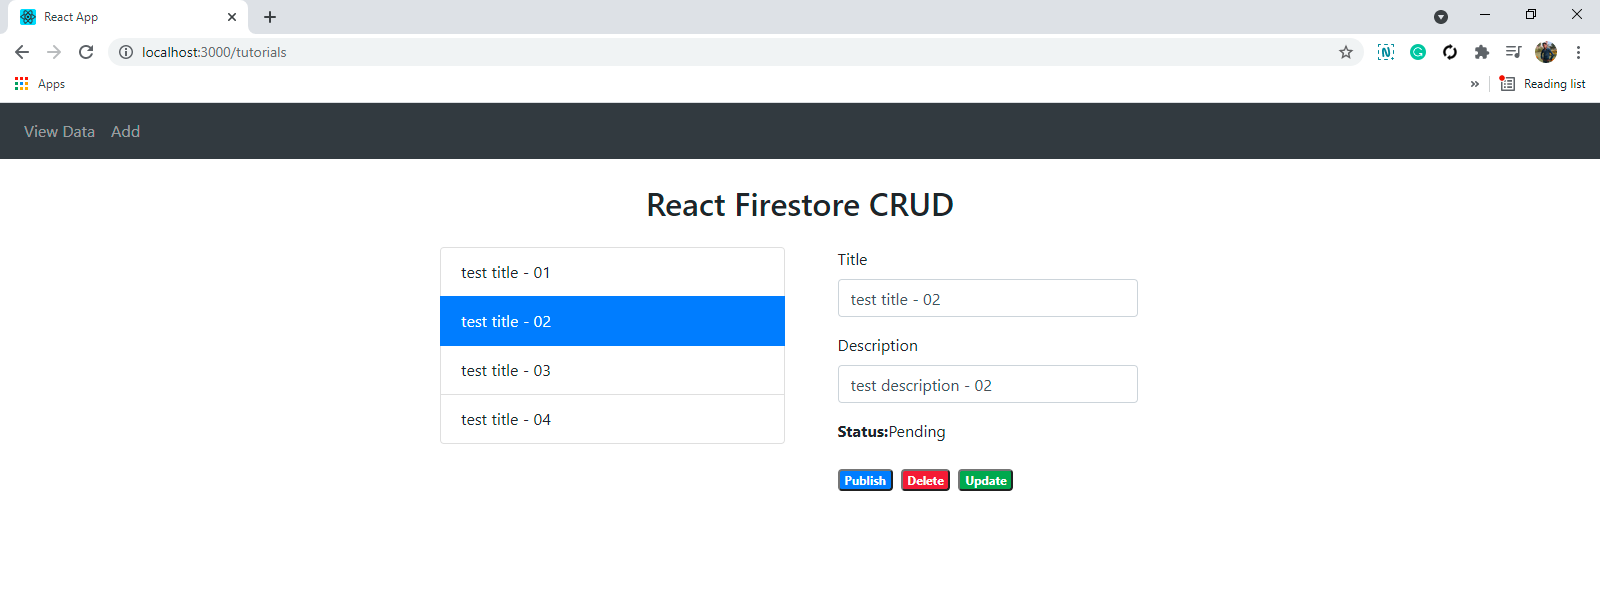 React App
localhost:3000/tutorials
Apps
Reading list
View Data Add
React Firestore CRUD
test title - 01
test title - 02
test title - 03
test title - 04
Title
test title - 02
Description
test description - 02
Status:Pending
Publish Delete Update